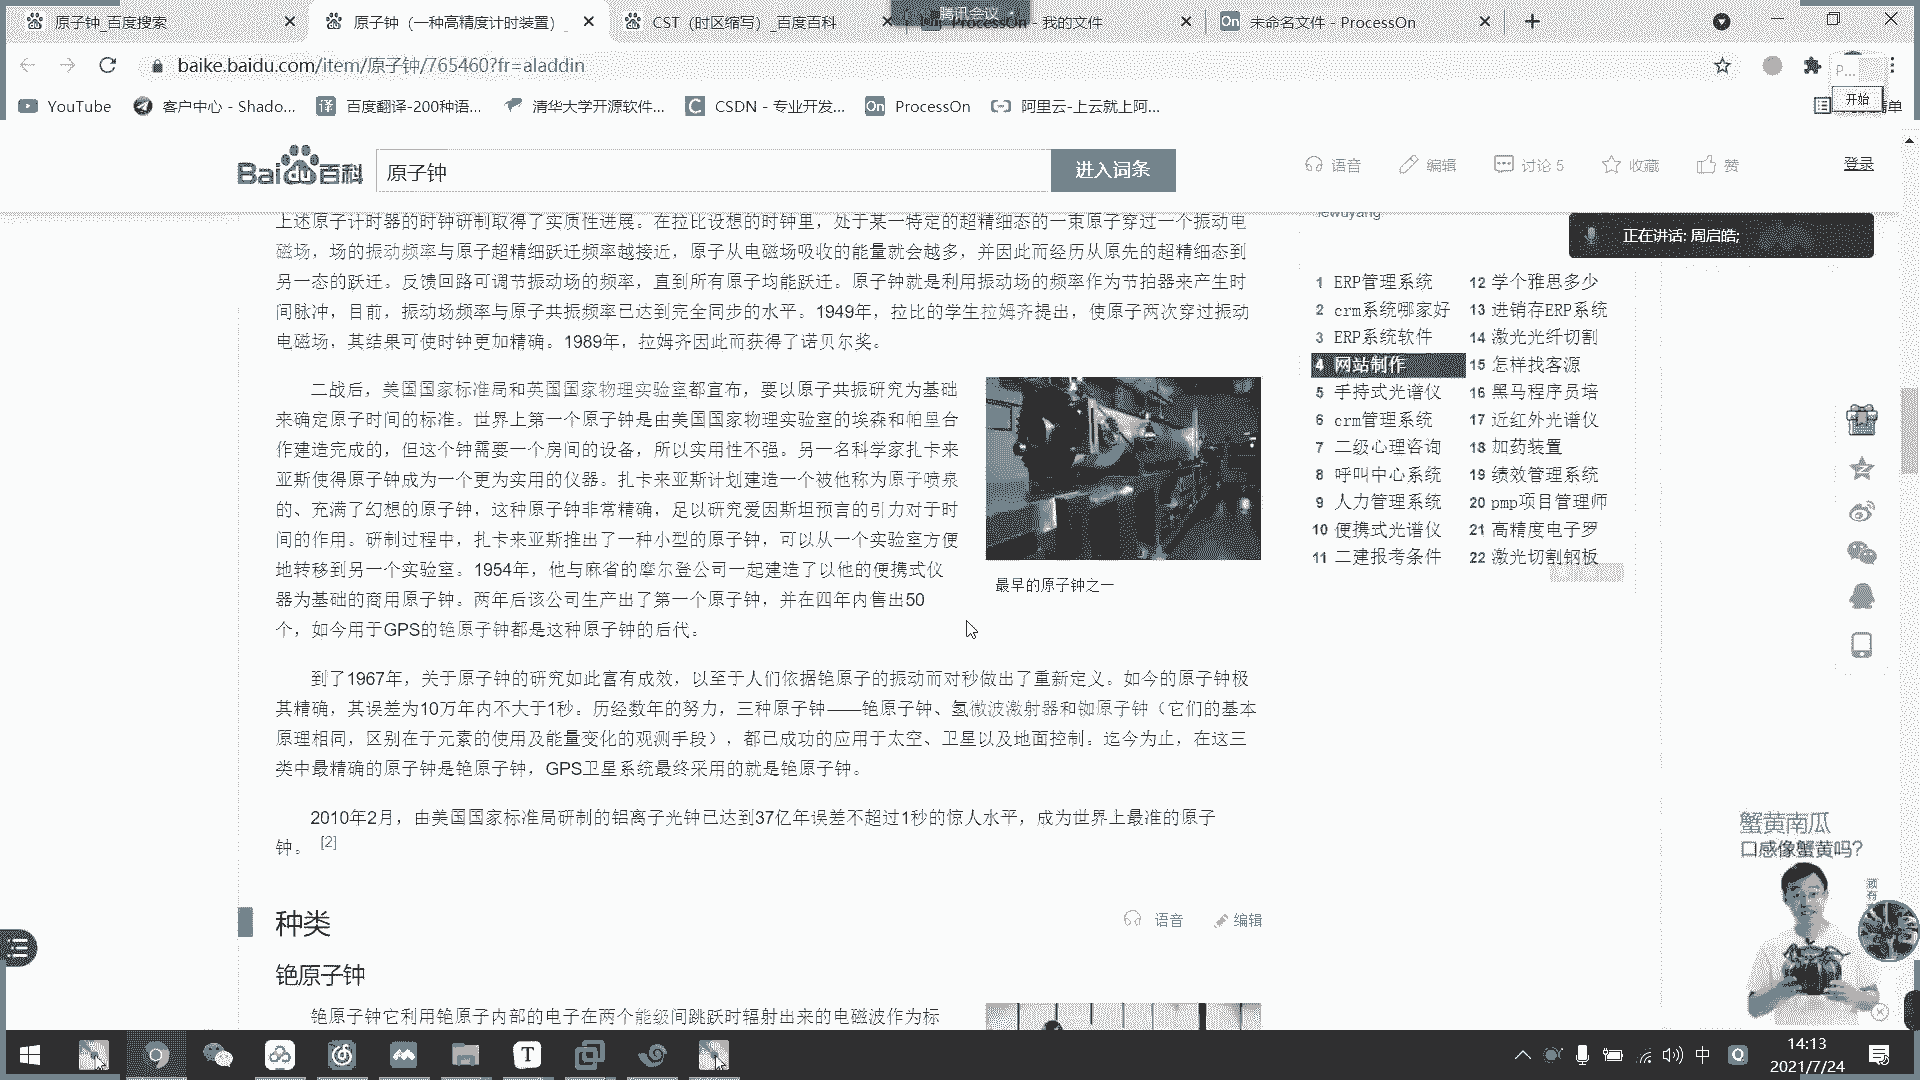 原子钟_百度搜索
原子钟（一种高精度计时装置）_
CST（时区缩写）_百度百科
ProcessOn - 我的文件
未命名文件 - ProcessOn
腾讯会议
baike.baidu.com/item/原子钟/765460?fr=aladdin
P...
开始
YouTube
客户中心 - Shado...
百度翻译-200种语...
清华大学开源软件...
CSDN - 专业开发...
ProcessOn
阿里云-上云就上阿...
单
Baidu百科
原子钟
进入词条
语音
编辑
讨论 5
收藏
赞
登录
正在讲话: 周启皓;
上述原子计时器的时钟研制取得了实质性进展。在拉比设想的时钟里，处于某一特定的超精细态的一束原子穿过一个振动电
磁场，场的振动频率与原子超精细跃迁频率越接近，原子从电磁场吸收的能量就会越多，并因此而经历从原先的超精细态到
另一态的跃迁。反馈回路可调节振动场的频率，直到所有原子均能跃迁。原子钟就是利用振动场的频率作为节拍器来产生时
间脉冲，目前，振动场频率与原子共振频率已达到完全同步的水平。1949年，拉比的学生拉姆齐提出，使原子两次穿过振动
电磁场，其结果可使时钟更加精确。1989年，拉姆齐因此而获得了诺贝尔奖。
二战后，美国国家标准局和英国国家物理实验室都宣布，要以原子共振研究为基础
来确定原子时间的标准。世界上第一个原子钟是由美国国家物理实验室的埃森和帕里合
作建造完成的，但这个钟需要一个房间的设备，所以实用性不强。另一名科学家扎卡来
亚斯使得原子钟成为一个更为实用的仪器。扎卡来亚斯计划建造一个被他称为原子喷泉
的、充满了幻想的原子钟，这种原子钟非常精确，足以研究爱因斯坦预言的引力对于时
间的作用。研制过程中，扎卡来亚斯推出了一种小型的原子钟，可以从一个实验室方便
地转移到另一个实验室。1954年，他与麻省的摩尔登公司一起建造了以他的便携式仪
器为基础的商用原子钟。两年后该公司生产出了第一个原子钟，并在四年内售出50
个，如今用于GPS的铯原子钟都是这种原子钟的后代。
最早的原子钟之一
到了1967年，关于原子钟的研究如此富有成效，以至于人们依据铯原子的振动而对秒做出了重新定义。如今的原子钟极
其精确，其误差为10万年内不大于1秒。历经数年的努力，三种原子钟——铯原子钟、氢微波激射器和铷原子钟（它们的基本
原理相同，区别在于元素的使用及能量变化的观测手段），都已成功的应用于太空、卫星以及地面控制。迄今为止，在这三
类中最精确的原子钟是铯原子钟，GPS卫星系统最终采用的就是铯原子钟。
2010年2月，由美国国家标准局研制的铝离子光钟已达到37亿年误差不超过1秒的惊人水平，成为世界上最准的原子
钟。 [2]
种类
语音
编辑
铯原子钟
铯原子钟它利用铯原子内部的电子在两个能级间跳跃时辐射出来的电磁波作为标
1 ERP管理系统
2 crm系统哪家好
3 ERP系统软件
4 网站制作
5 手持式光谱仪
6 crm管理系统
7 二级心理咨询
8 呼叫中心系统
9 人力管理系统
10 便携式光谱仪
11 二建报考条件
12 学个雅思多少
13 进销存ERP系统
14 激光光纤切割
15 怎样找客源
16 黑马程序员培
17 近红外光谱仪
18 加药装置
19 绩效管理系统
20 pmp项目管理师
21 高精度电子罗
22 激光切割钢板
蟹黄南瓜
口感像蟹黄吗?
中
14:13
2021/7/24